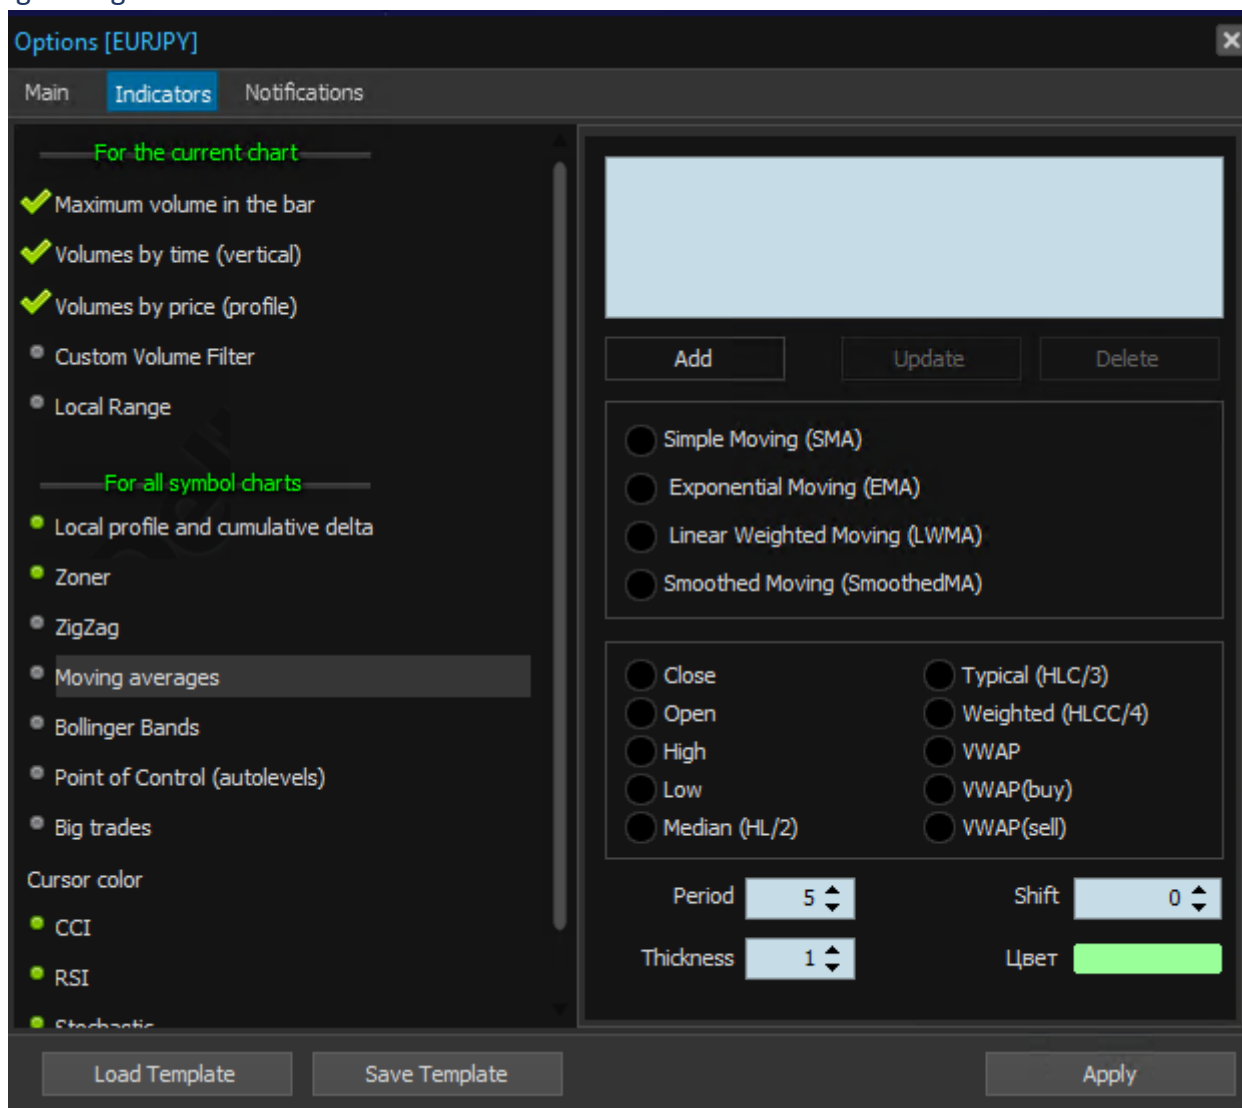 Options [EURJPY]
Main Indicators Notifications
For the current chart
Maximum volume in the bar
Volumes by time (vertical)
Volumes by price (profile)
Custom Volume Filter
Local Range
For all symbol charts
Local profile and cumulative delta
Zoner
ZigZag
Moving averages
Bollinger Bands
Point of Control (autolevels)
Big trades
Cursor color
CCI
RSI
Stochastic
Add Update Delete
Simple Moving (SMA)
Exponential Moving (EMA)
Linear Weighted Moving (LWMA)
Smoothed Moving (SmoothedMA)
Close Typical (HLC/3)
Open Weighted (HLCC/4)
High VWAP
Low VWAP(buy)
Median (HL/2) VWAP(sell)
Period 5 Shift 0
Thickness 1 Цвет
Load Template Save Template Apply